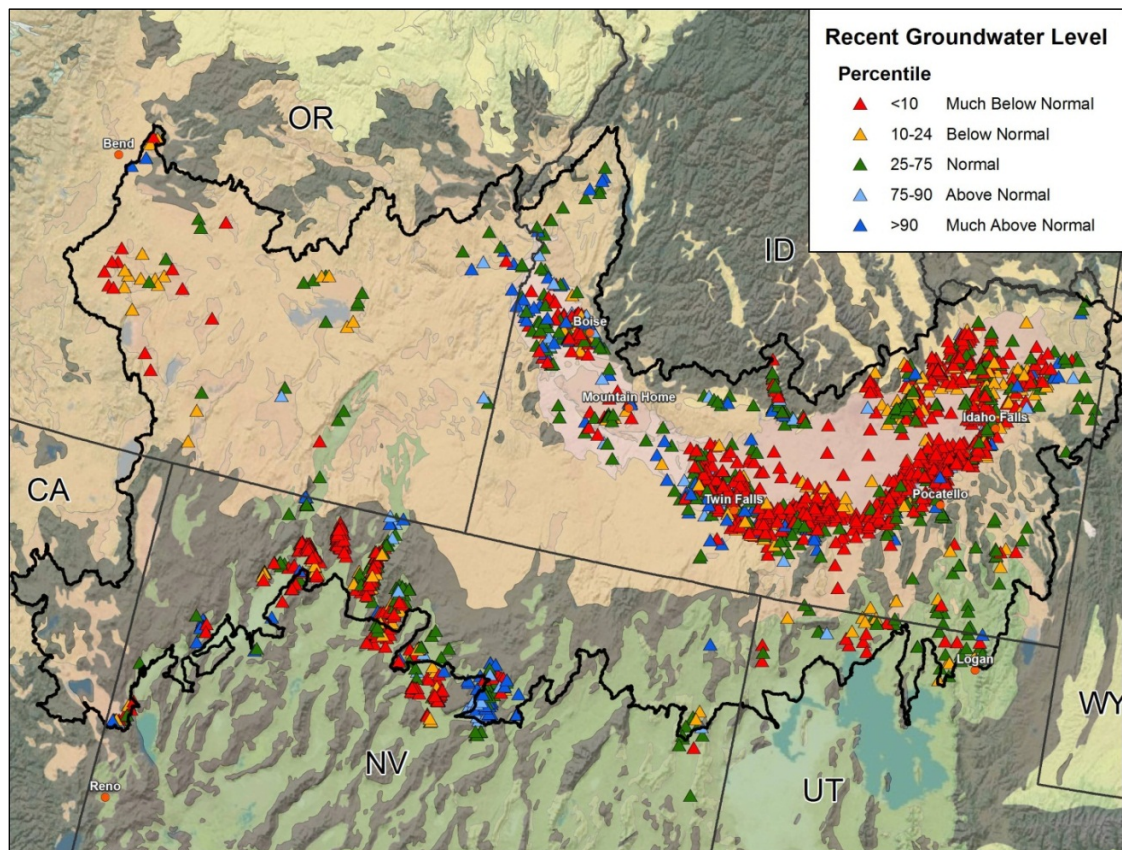 Recent Groundwater Level
Percentile
<10 Much Below Normal
10-24 Below Normal
25-75 Normal
75-90 Above Normal
>90 Much Above Normal
OR
Bend
ID
Boise
Mountain Home
Idaho Falls
CA
Twin Falls
Pocatello
Logan
WY
NV
Reno
UT